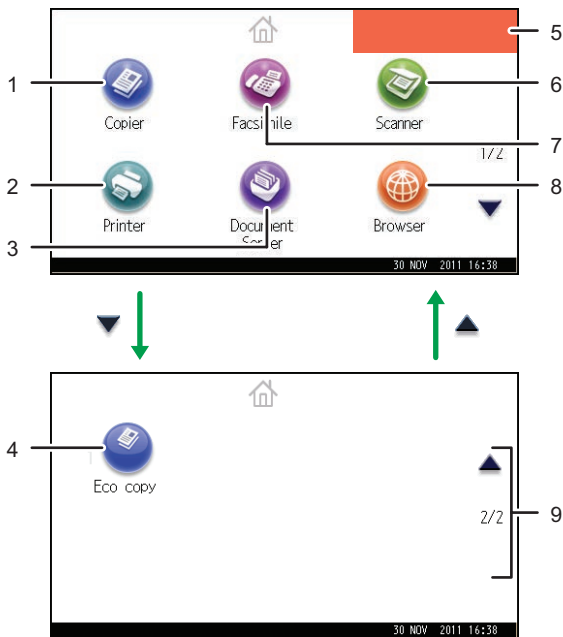 5
1
6
Copier Facsimile Scanner
7
1/2
2
8
Printer Document Server Browser
3
30 NOV 2011 16:38
4
Eco copy
2/2
9
30 NOV 2011 16:38